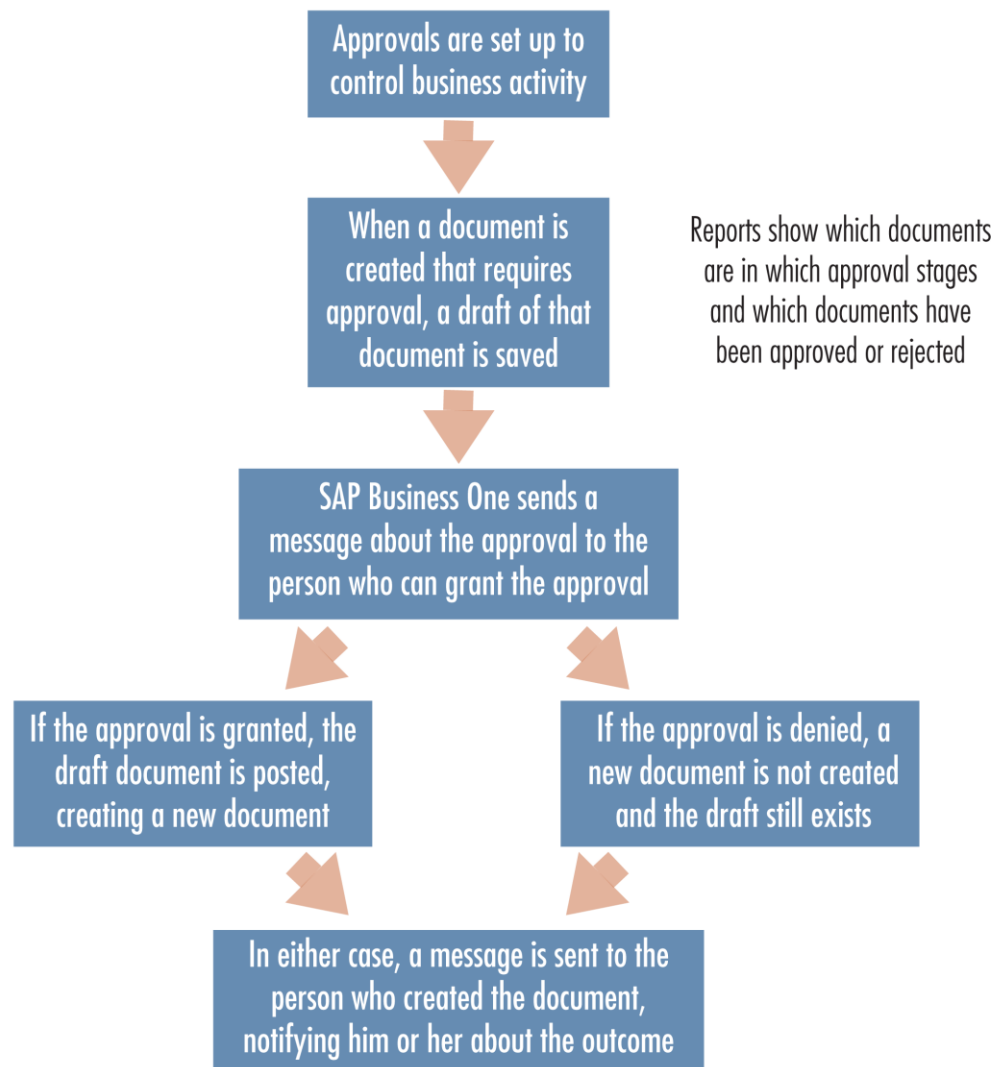 Approvals are set up to
control business activity
When a document is
created that requires
approval, a draft of that
document is saved
Reports show which documents
are in which approval stages
and which documents have
been approved or rejected
SAP Business One sends a
message about the approval to the
person who can grant the approval
If the approval is granted, the
draft document is posted,
creating a new document
If the approval is denied, a
new document is not created
and the draft still exists
In either case, a message is sent to the
person who created the document,
notifying him or her about the outcome